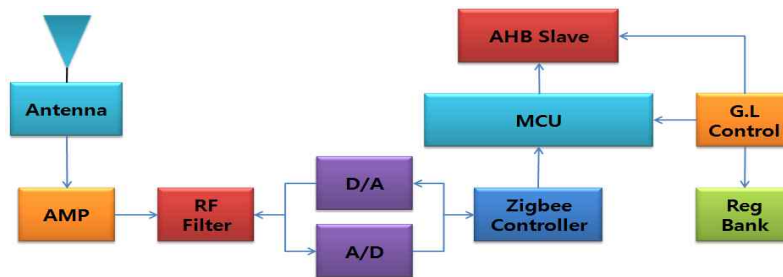 AHB Slave
Antenna
MCU
G.L
Control
D/A
AMP
RF
Filter
Zigbee
Controller
Reg
Bank
A/D